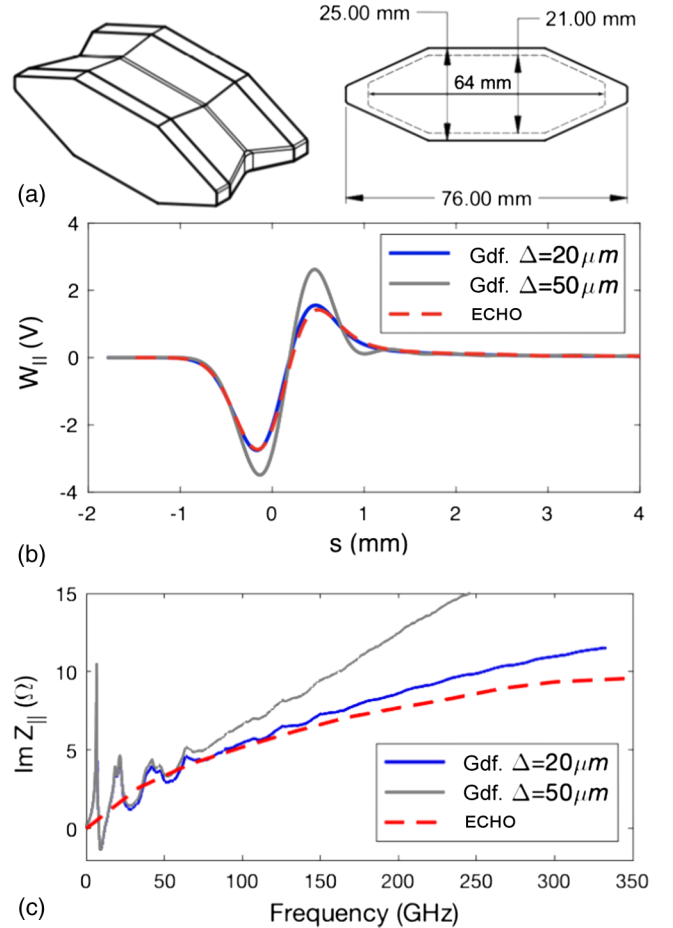 25.00 mm
21.00 mm
64 mm
76.00 mm
(a)
4
2
0
-2
-4
W|| (V)
Gdf. Δ=20μm
Gdf. Δ=50μm
ECHO
-2 -1 0 1 2 3 4
s (mm)
(b)
15
10
5
0
Im Z|| (Ω)
Gdf. Δ=20μm
Gdf. Δ=50μm
ECHO
0 50 100 150 200 250 300 350
Frequency (GHz)
(c)